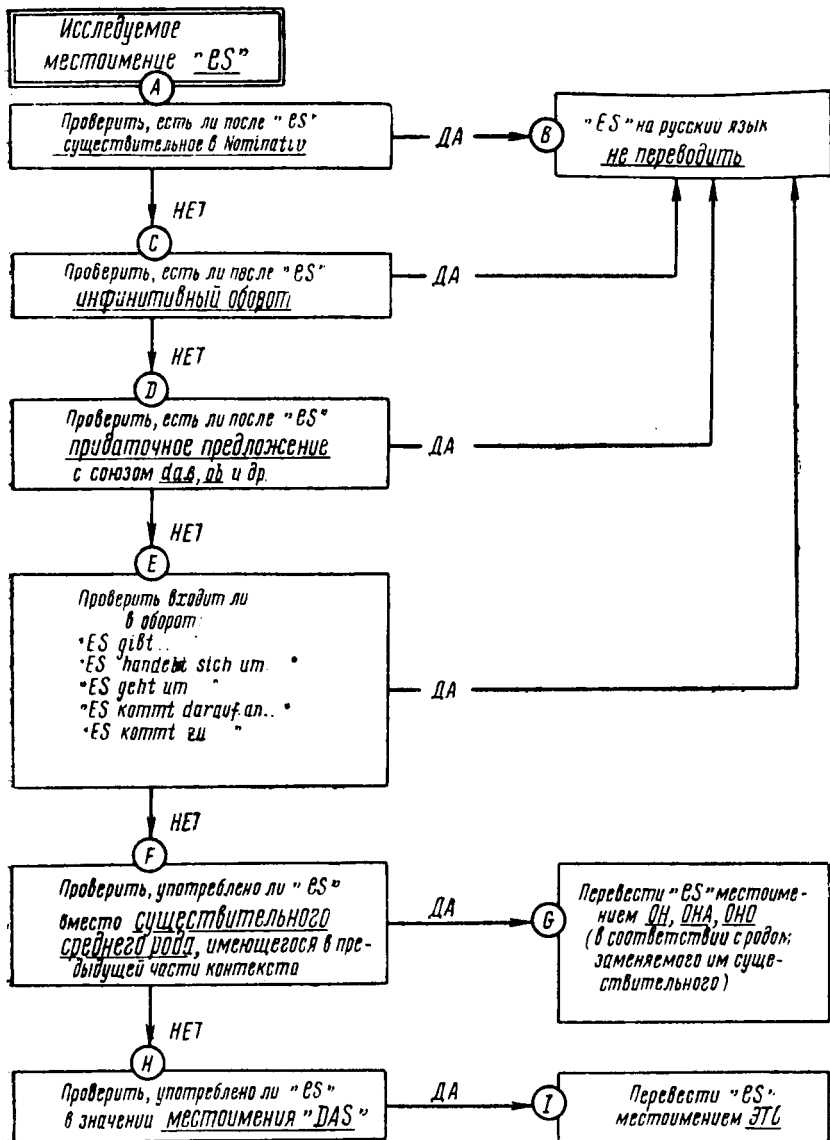 Исследуемое
местоимение "es"
A
Проверить, есть ли после "es"
существительное в Nominativ
ДА
B
"ES" на русский язык
не переводить
НЕТ
C
Проверить, есть ли после "es"
инфинитивный оборот
ДА
НЕТ
D
Проверить, есть ли после "es"
придаточное предложение
с союзом daß, ob и др.
ДА
НЕТ
E
Проверить входит ли
в оборот:
"ES gibt..
"ES handelt sich um "
"ES geht um "
"ES kommt darauf an.. "
"ES kommt zu "
ДА
НЕТ
F
Проверить, употреблено ли "es"
вместо существительного
среднего рода, имеющегося в пре-
дыдущей части контекста
ДА
G
Перевести "es" местоиме-
нием ОН, ОНА, ОНО
(в соответствии с родом
заменяемого им суще-
ствительного)
НЕТ
H
Проверить, употреблено ли "es"
в значении местоимения "DAS"
ДА
I
Перевести "es"
местоимением ЭТО